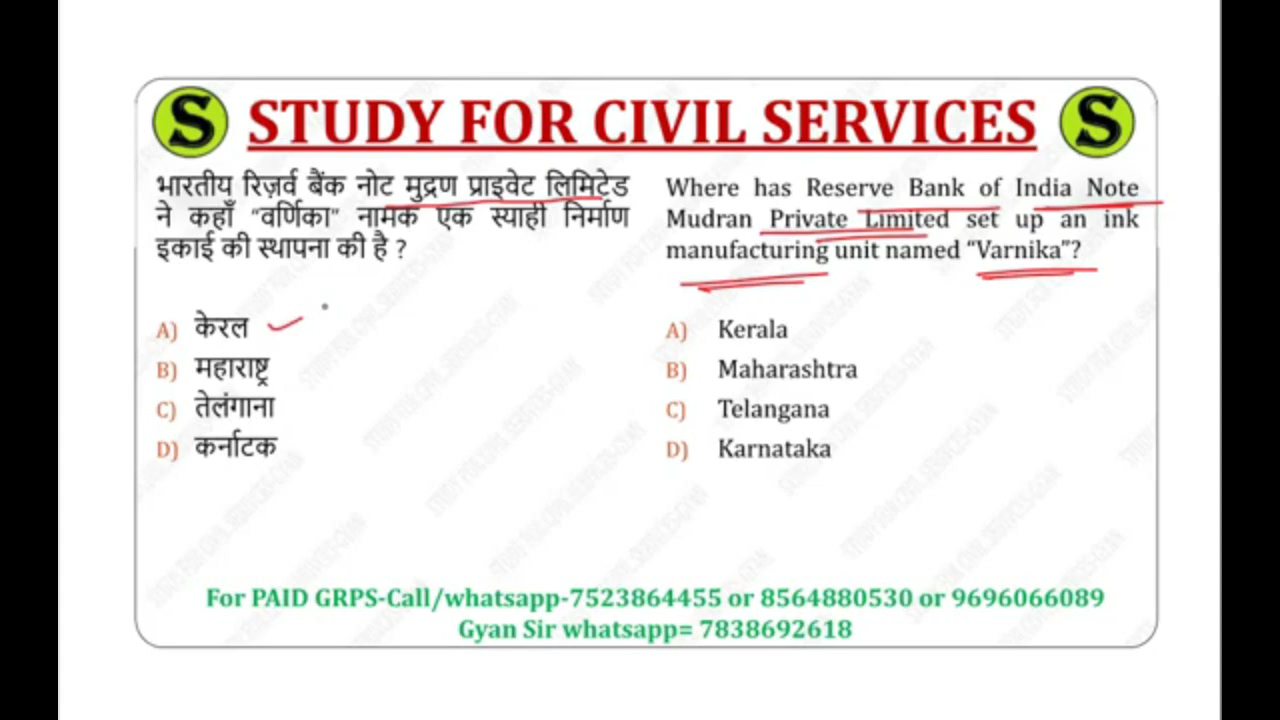 S STUDY FOR CIVIL SERVICES S
भारतीय रिज़र्व बैंक नोट मुद्रण प्राइवेट लिमिटेड
ने कहाँ “वर्णिका” नामक एक स्याही निर्माण
इकाई की स्थापना की है ?
A) केरल
B) महाराष्ट्र
C) तेलंगाना
D) कर्नाटक
Where has Reserve Bank of India Note
Mudran Private Limited set up an ink
manufacturing unit named “Varnika”?
A) Kerala
B) Maharashtra
C) Telangana
D) Karnataka
For PAID GRPS-Call/whatsapp-7523864455 or 8564880530 or 9696066089
Gyan Sir whatsapp= 7838692618